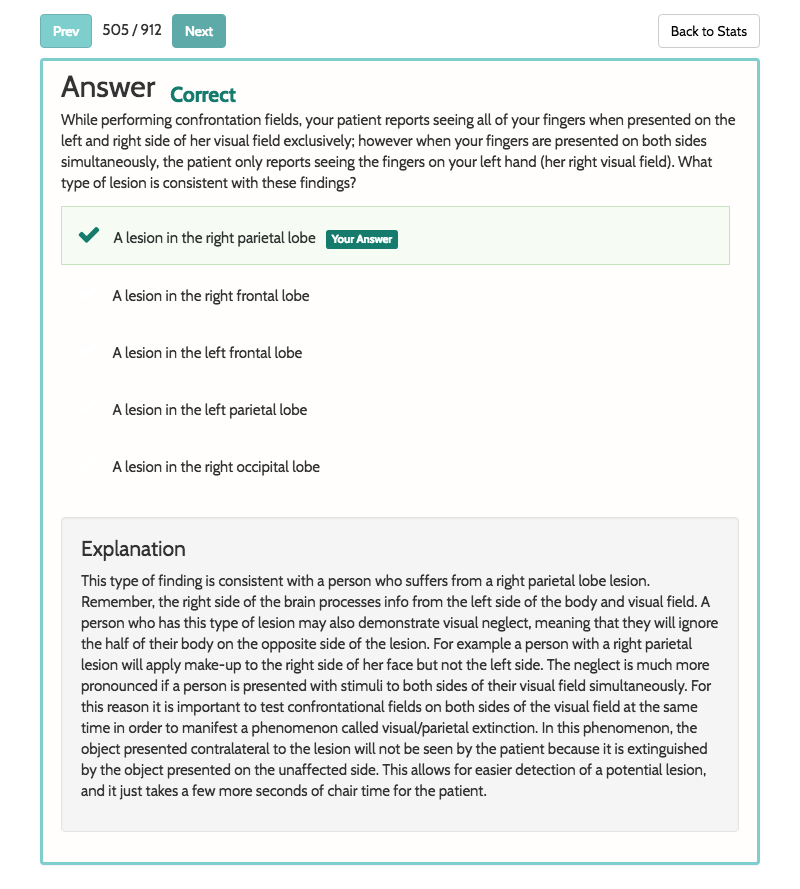 Prev 505 / 912 Next Back to Stats
Answer Correct
While performing confrontation fields, your patient reports seeing all of your fingers when presented on the
left and right side of her visual field exclusively; however when your fingers are presented on both sides
simultaneously, the patient only reports seeing the fingers on your left hand (her right visual field). What
type of lesion is consistent with these findings?
A lesion in the right parietal lobe Your Answer
A lesion in the right frontal lobe
A lesion in the left frontal lobe
A lesion in the left parietal lobe
A lesion in the right occipital lobe
Explanation
This type of finding is consistent with a person who suffers from a right parietal lobe lesion.
Remember, the right side of the brain processes info from the left side of the body and visual field. A
person who has this type of lesion may also demonstrate visual neglect, meaning that they will ignore
the half of their body on the opposite side of the lesion. For example a person with a right parietal
lesion will apply make-up to the right side of her face but not the left side. The neglect is much more
pronounced if a person is presented with stimuli to both sides of their visual field simultaneously. For
this reason it is important to test confrontational fields on both sides of the visual field at the same
time in order to manifest a phenomenon called visual/parietal extinction. In this phenomenon, the
object presented contralateral to the lesion will not be seen by the patient because it is extinguished
by the object presented on the unaffected side. This allows for easier detection of a potential lesion,
and it just takes a few more seconds of chair time for the patient.